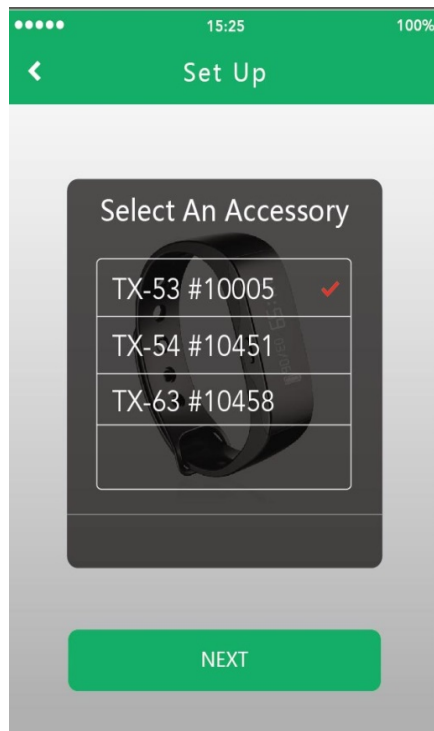 15:25
100%
Set Up
Select An Accessory
TX-53 #10005
TX-54 #10451
TX-63 #10458
NEXT